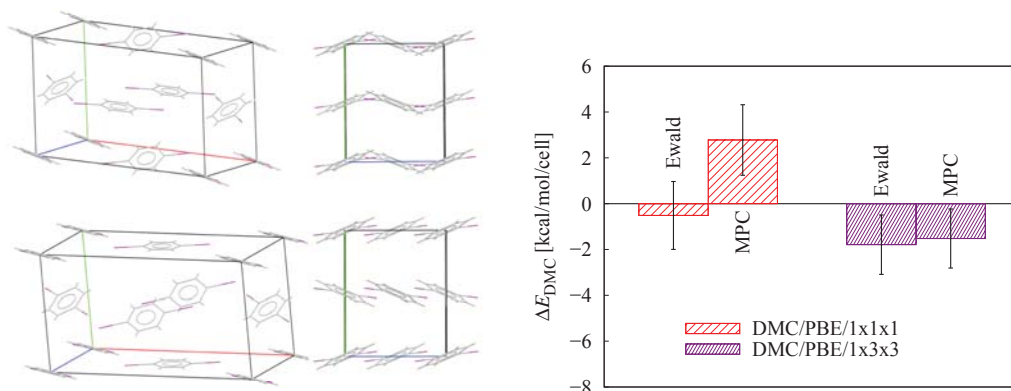 6
4
2
0
−2
−4
−6
−8
ΔE_DMC [kcal/mol/cell]
Ewald
MPC
Ewald
MPC
DMC/PBE/1x1x1
DMC/PBE/1x3x3